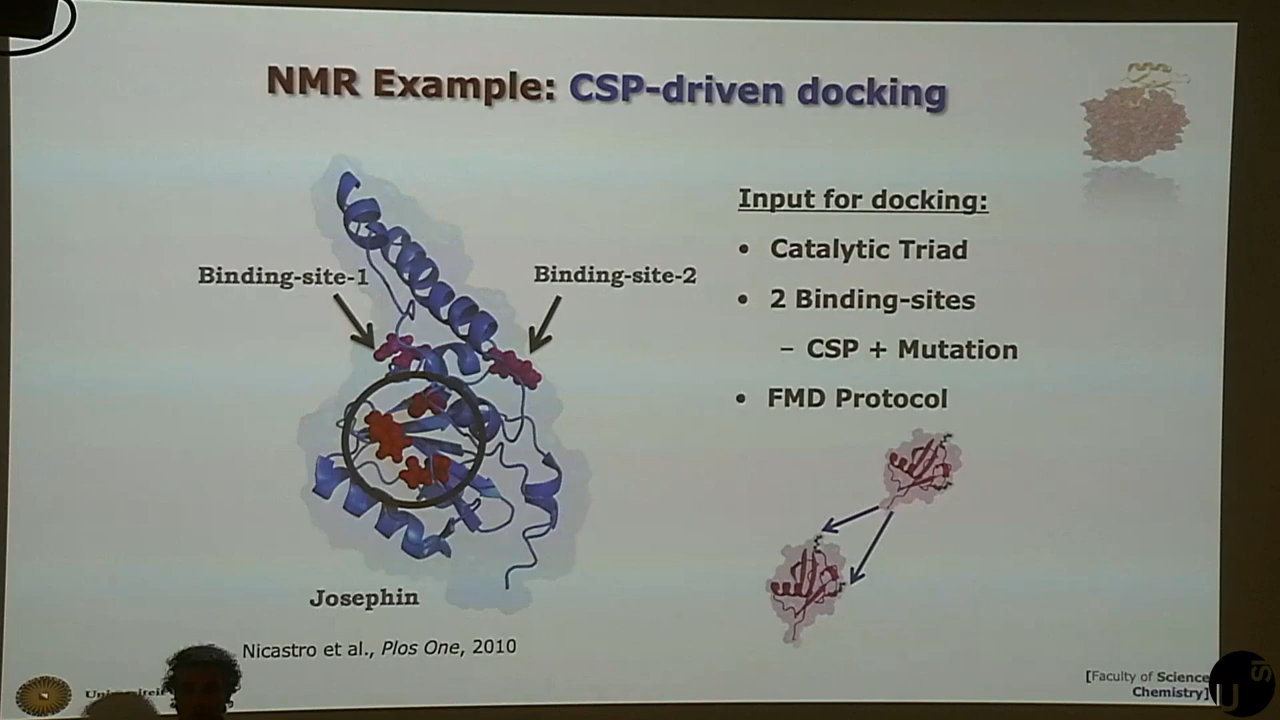 NMR Example: CSP-driven docking
Binding-site-1
Binding-site-2
Josephin
Nicastro et al., Plos One, 2010
Input for docking:
• Catalytic Triad
• 2 Binding-sites
– CSP + Mutation
• FMD Protocol
[Faculty of Science
Chemistry]
U
SI